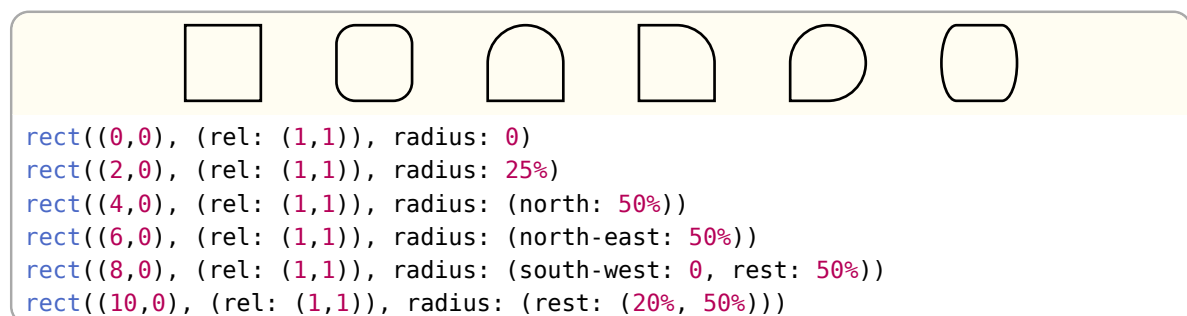 rect((0,0), (rel: (1,1)), radius: 0)
rect((2,0), (rel: (1,1)), radius: 25%)
rect((4,0), (rel: (1,1)), radius: (north: 50%))
rect((6,0), (rel: (1,1)), radius: (north-east: 50%))
rect((8,0), (rel: (1,1)), radius: (south-west: 0, rest: 50%))
rect((10,0), (rel: (1,1)), radius: (rest: (20%, 50%)))